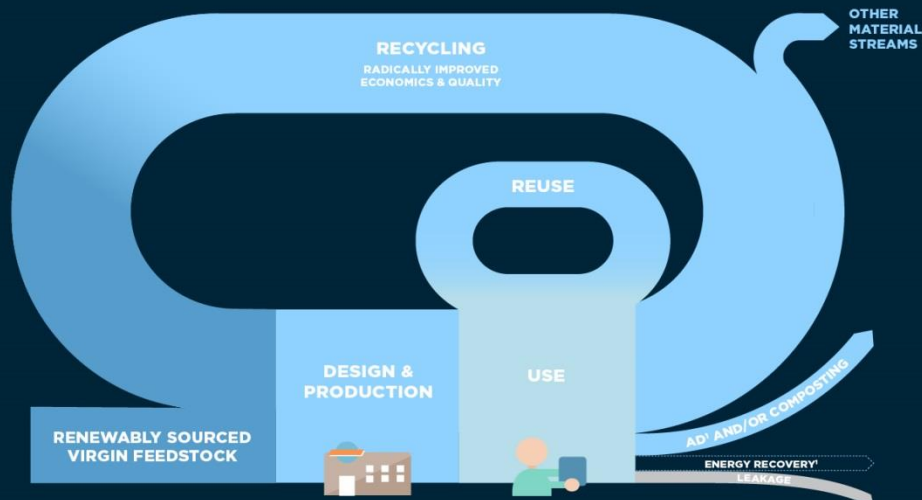 OTHER
MATERIAL
STREAMS
RECYCLING
RADICALLY IMPROVED
ECONOMICS & QUALITY
REUSE
DESIGN &
PRODUCTION
USE
RENEWABLY SOURCED
VIRGIN FEEDSTOCK
AD¹ AND/OR COMPOSTING
ENERGY RECOVERY¹
LEAKAGE